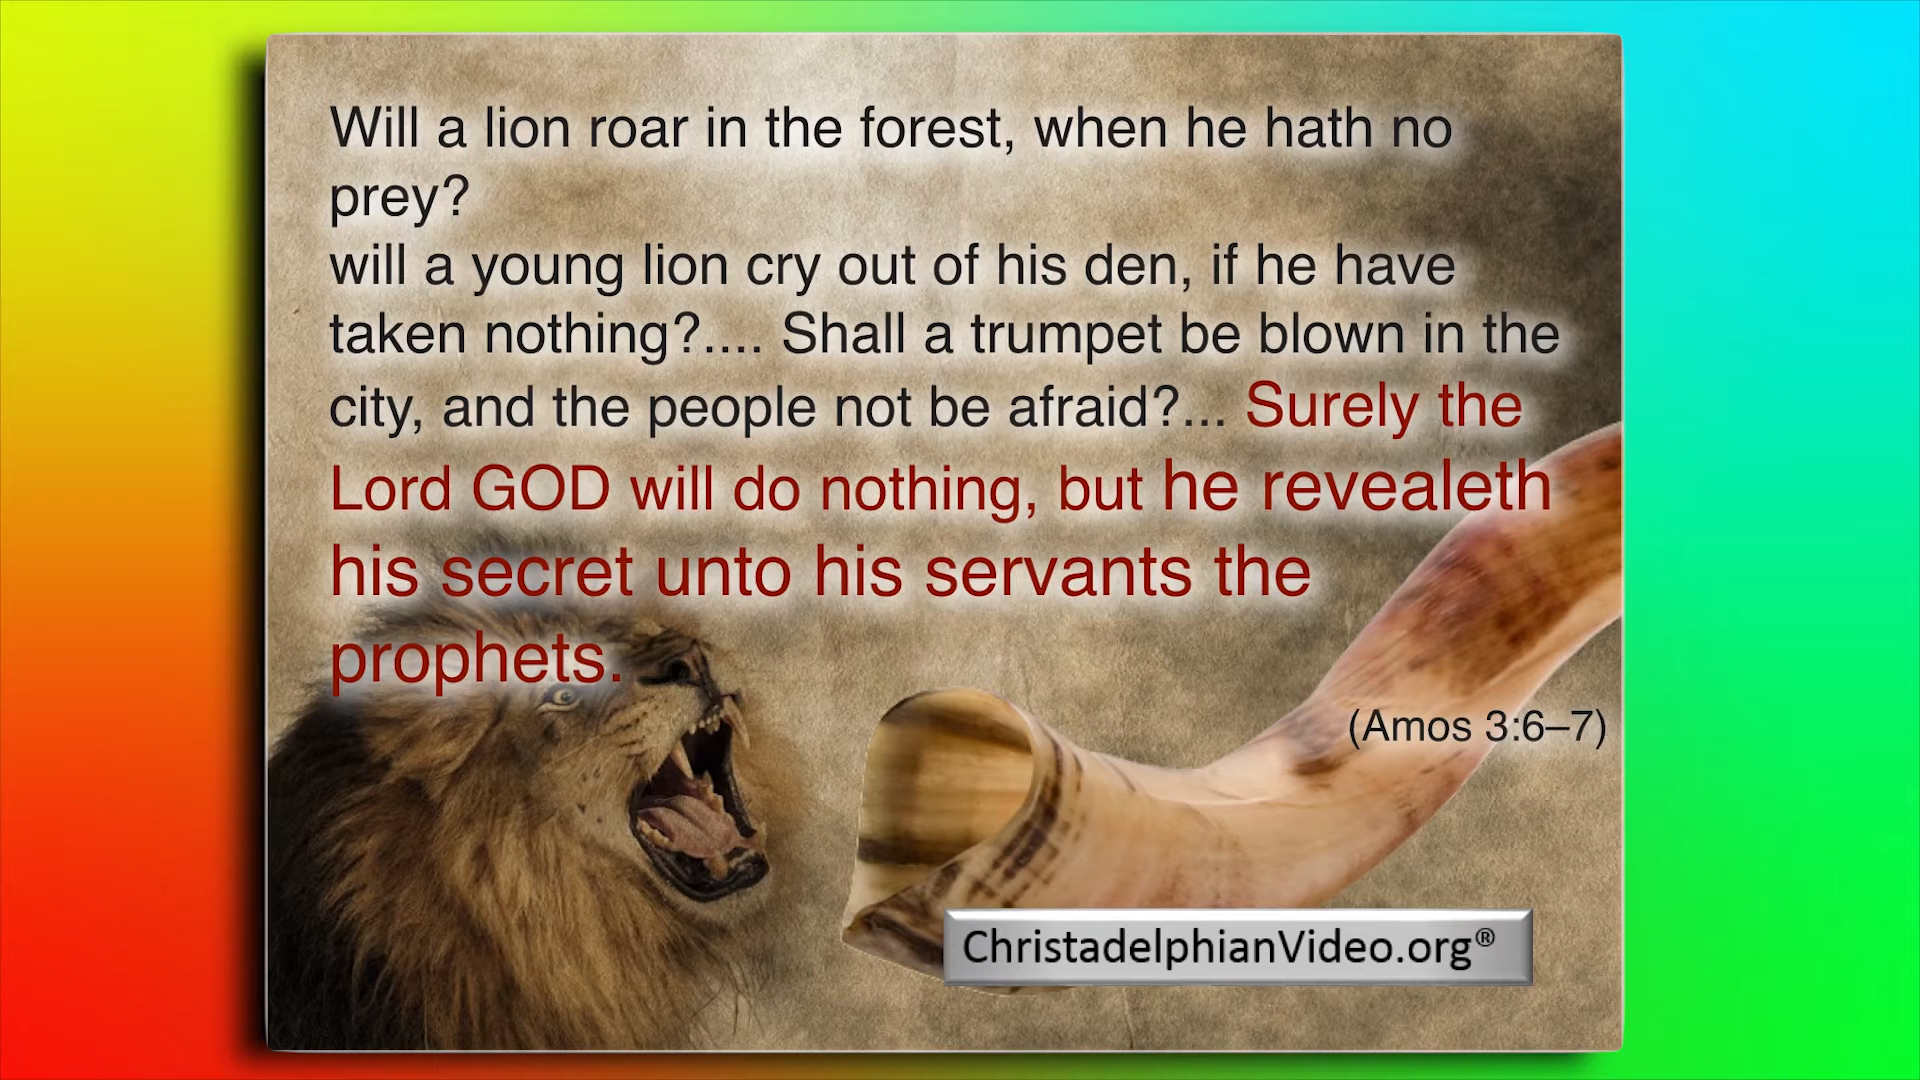 Will a lion roar in the forest, when he hath no
prey?
will a young lion cry out of his den, if he have
taken nothing?.... Shall a trumpet be blown in the
city, and the people not be afraid?... Surely the
Lord GOD will do nothing, but he revealeth
his secret unto his servants the
prophets.
(Amos 3:6–7)
ChristadelphianVideo.org®